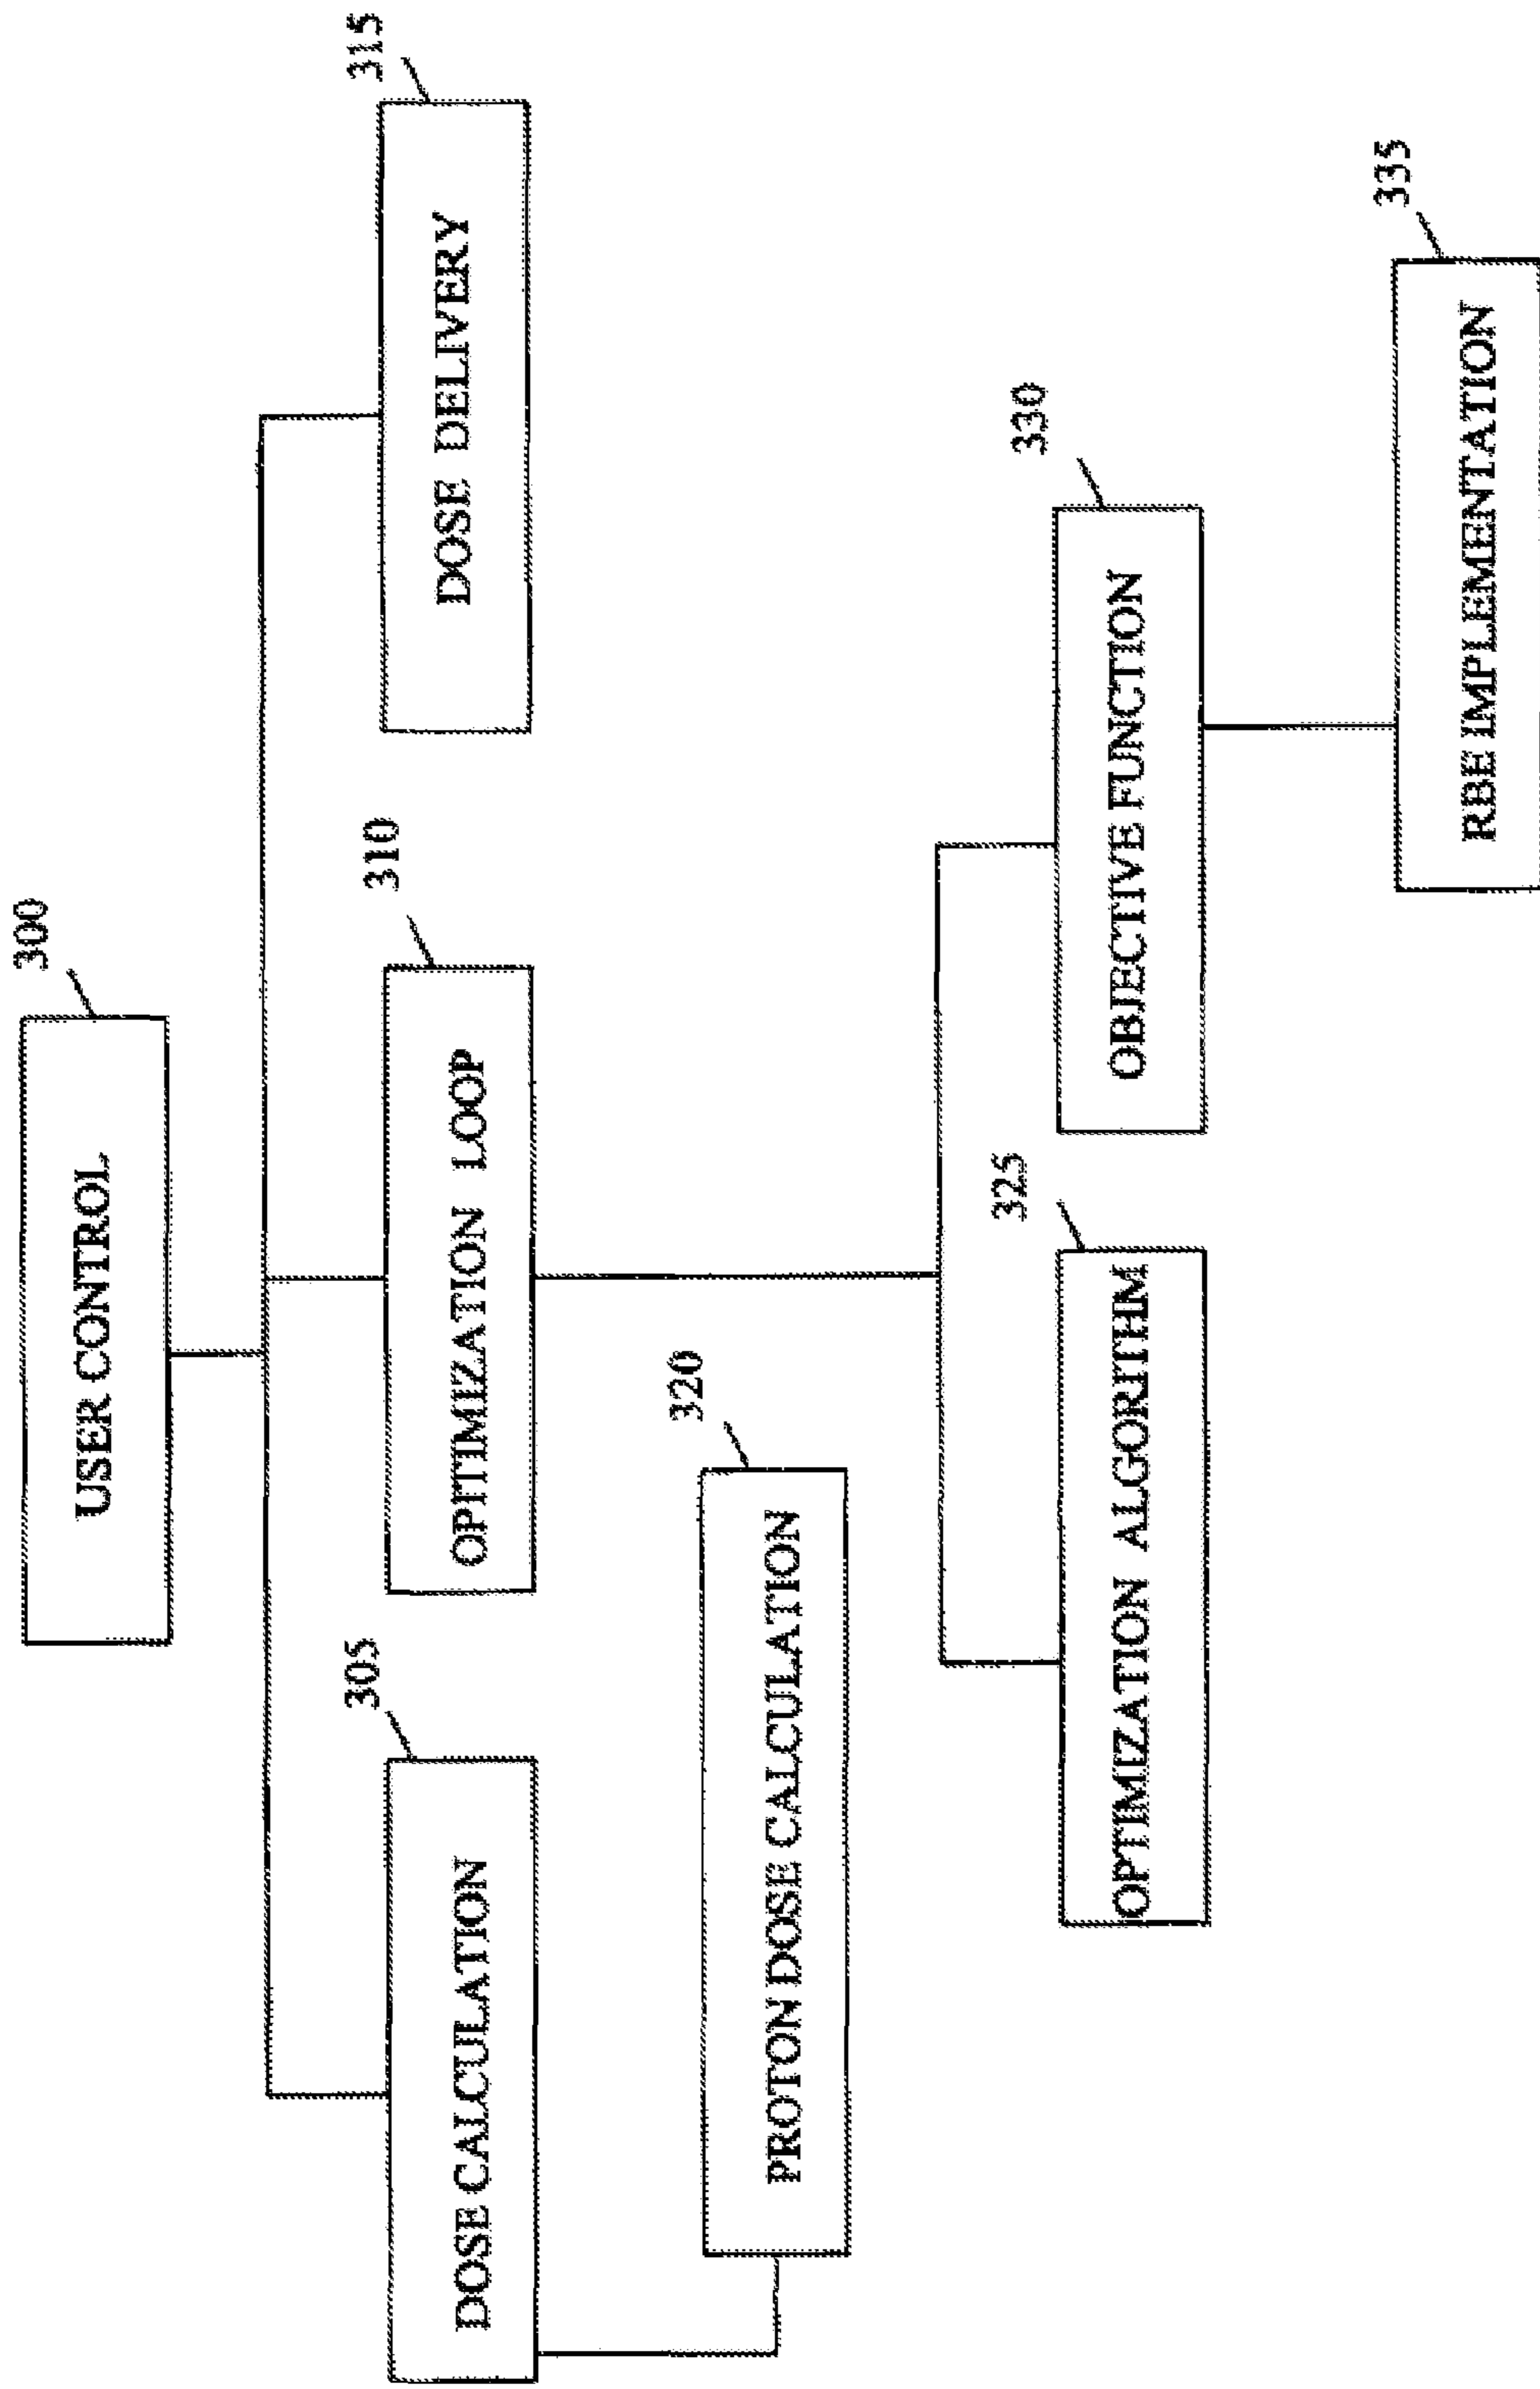 300
USER CONTROL
305
DOSE CALCULATION
310
OPTIMIZATION LOOP
315
DOSE DELIVERY
320
PROTON DOSE CALCULATION
325
OPTIMIZATION ALGORITHM
330
OBJECTIVE FUNCTION
335
RBE IMPLEMENTATION